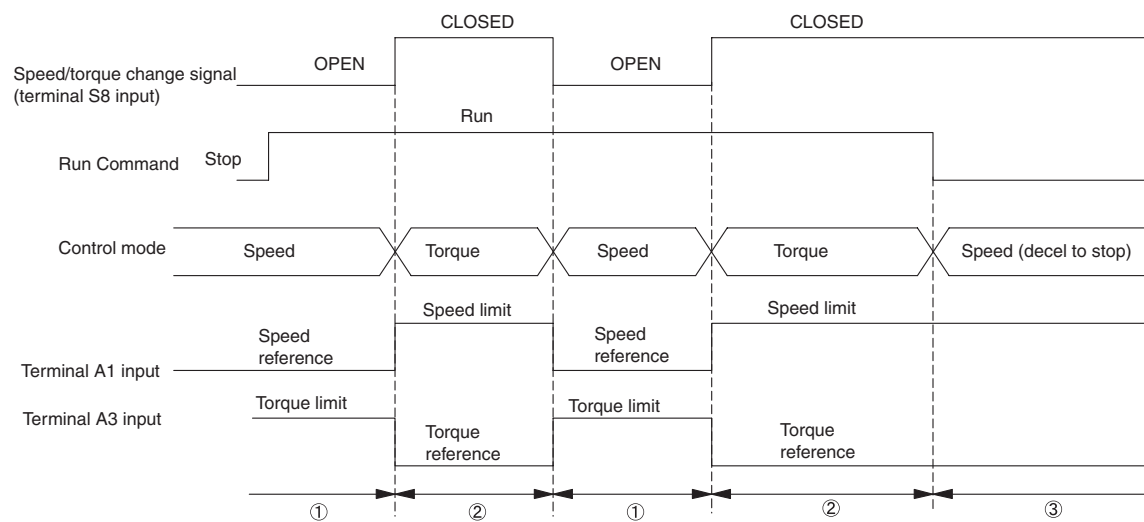 CLOSED
CLOSED
OPEN
OPEN
Speed/torque change signal
(terminal S8 input)
Run
Run Command
Stop
Control mode
Speed
Torque
Speed
Torque
Speed (decel to stop)
Speed limit
Speed limit
Speed
reference
Speed
reference
Terminal A1 input
Torque limit
Torque limit
Terminal A3 input
Torque
reference
Torque
reference
①
②
①
②
③